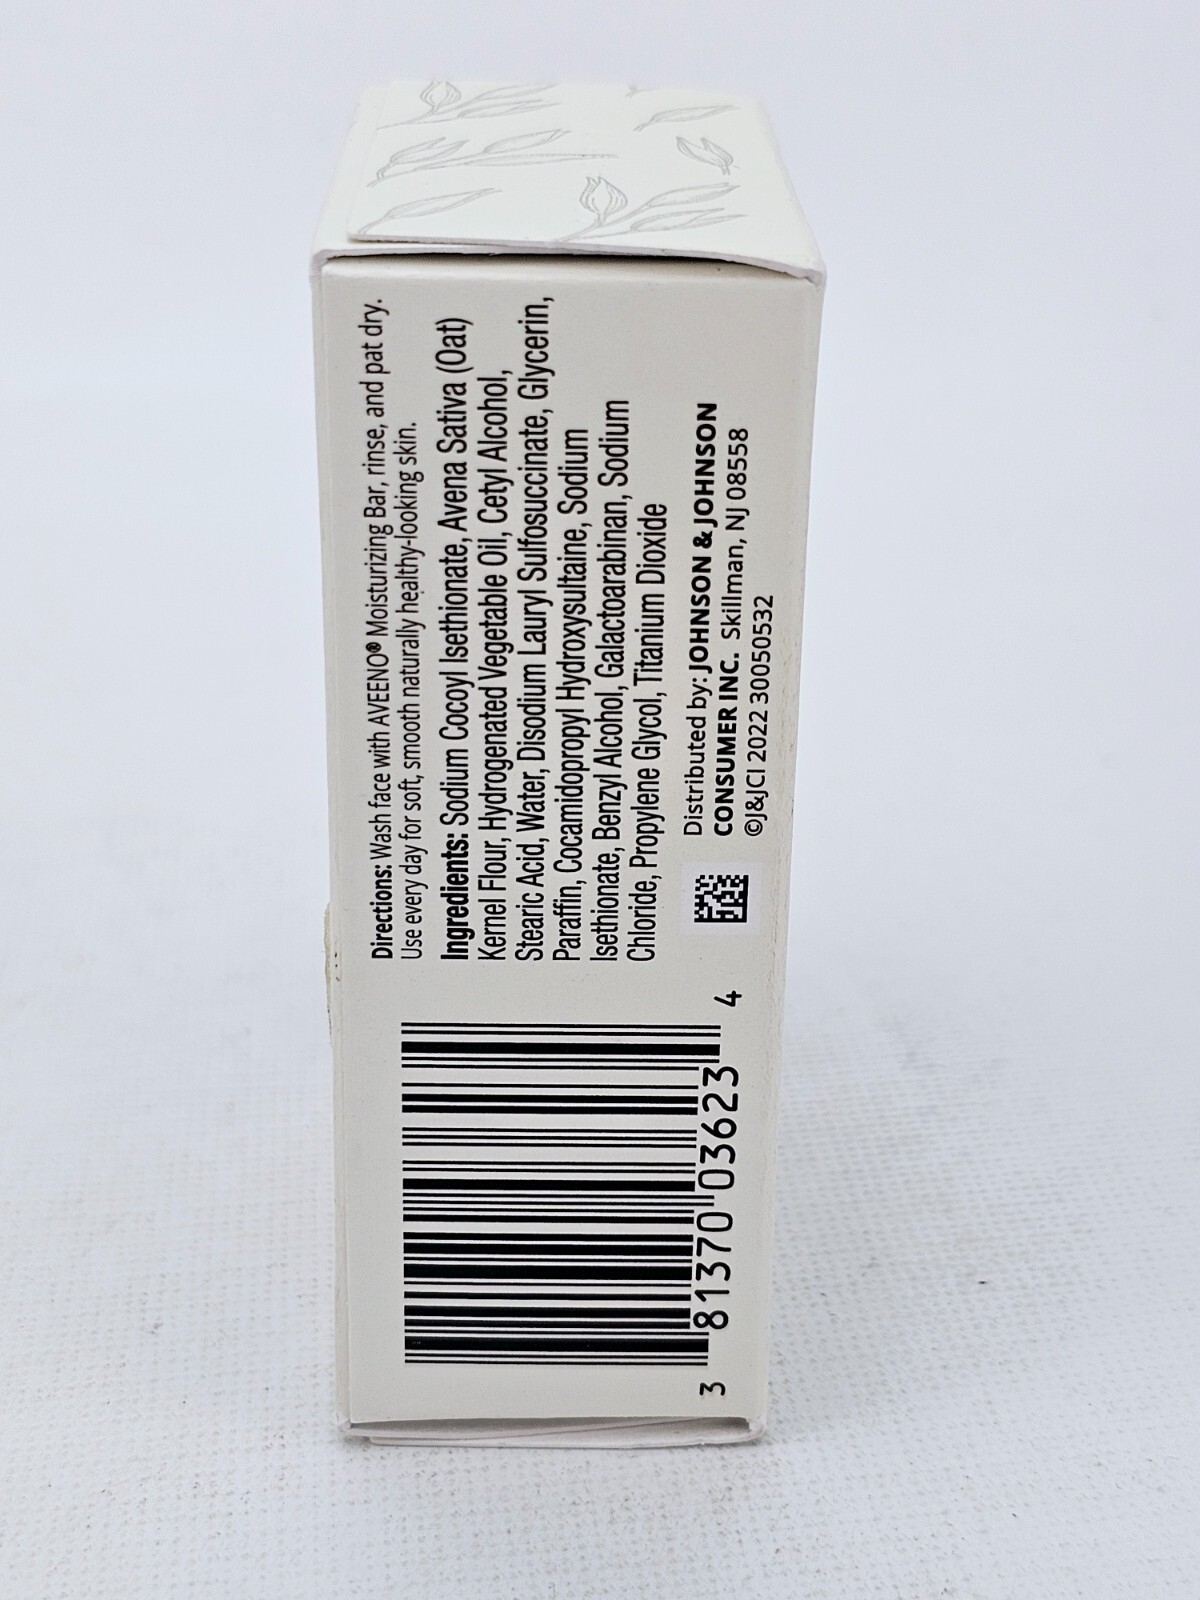 Directions: Wash face with AVEENO® Moisturizing Bar, rinse, and pat dry.
Use every day for soft, smooth naturally healthy-looking skin.
Ingredients: Sodium Cocoyl Isethionate, Avena Sativa (Oat)
Kernel Flour, Hydrogenated Vegetable Oil, Cetyl Alcohol,
Stearic Acid, Water, Disodium Lauryl Sulfosuccinate, Glycerin,
Paraffin, Cocamidopropyl Hydroxysultaine, Sodium
Isethionate, Benzyl Alcohol, Galactoarabinan, Sodium
Chloride, Propylene Glycol, Titanium Dioxide
Distributed by: JOHNSON & JOHNSON
CONSUMER INC. Skillman, NJ 08558
©J&JCI 2022 30050532
3 81370 03623 4